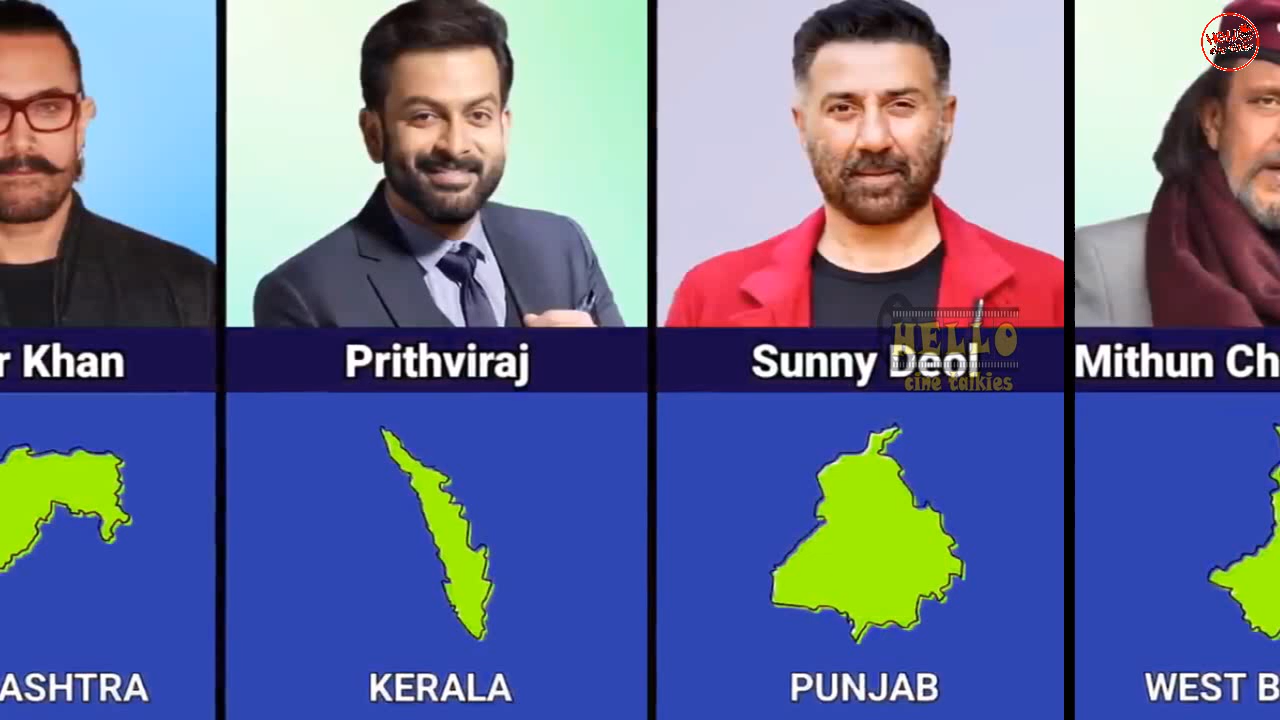 r Khan
Prithviraj
Sunny Deol
Mithun Ch
HELLO
cine talkies
ASHTRA
KERALA
PUNJAB
WEST B